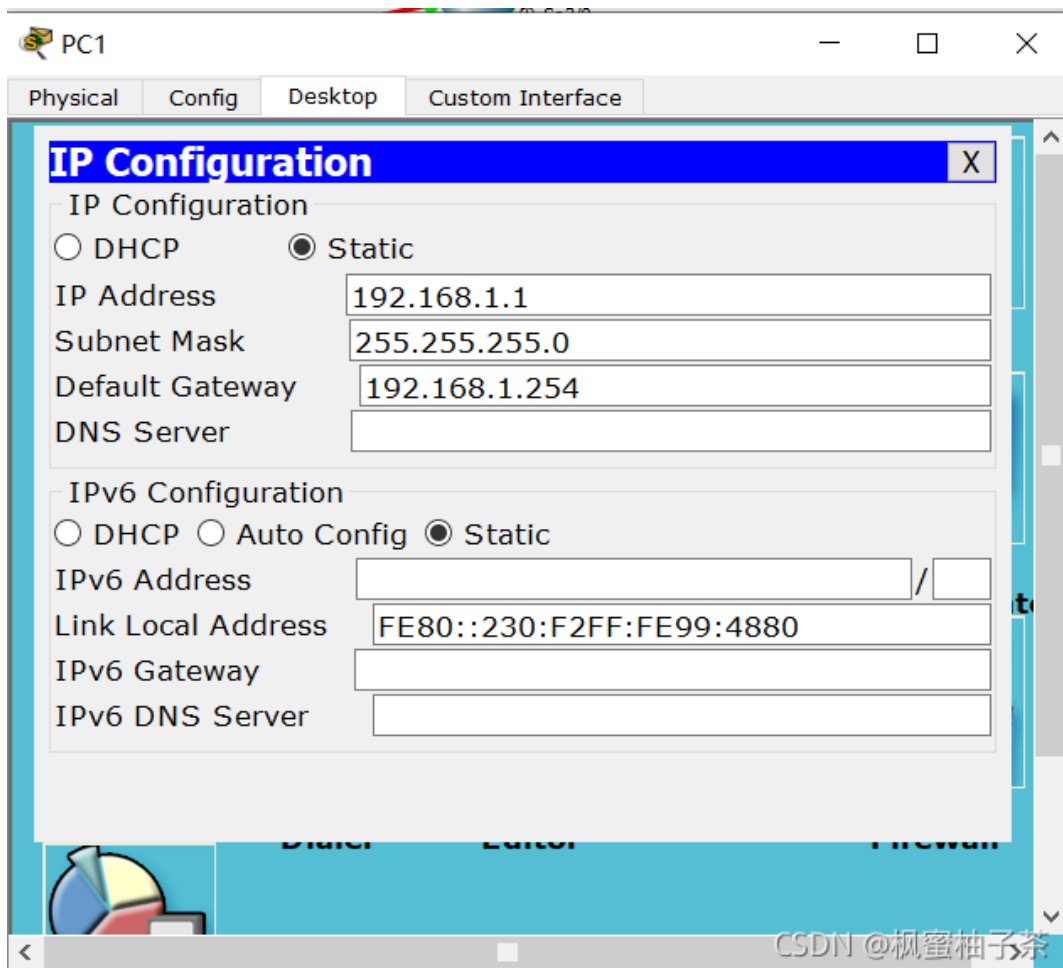 PC1
Physical Config Desktop Custom Interface
IP Configuration X
IP Configuration
DHCP Static
IP Address 192.168.1.1
Subnet Mask 255.255.255.0
Default Gateway 192.168.1.254
DNS Server
IPv6 Configuration
DHCP Auto Config Static
IPv6 Address /
Link Local Address FE80::230:F2FF:FE99:4880
IPv6 Gateway
IPv6 DNS Server
Dialer Editor Firewall
CSDN @枫蜜柚子茶